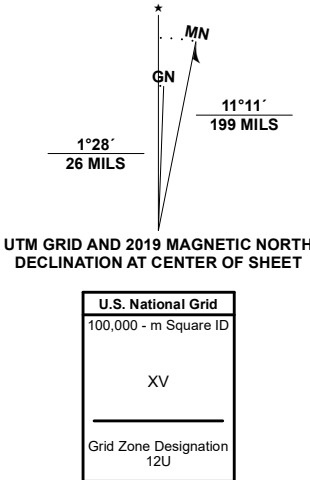 ★
MN
GN
11°11´
199 MILS
1°28´
26 MILS
UTM GRID AND 2019 MAGNETIC NORTH
DECLINATION AT CENTER OF SHEET
U.S. National Grid
100,000 - m Square ID
XV
Grid Zone Designation
12U